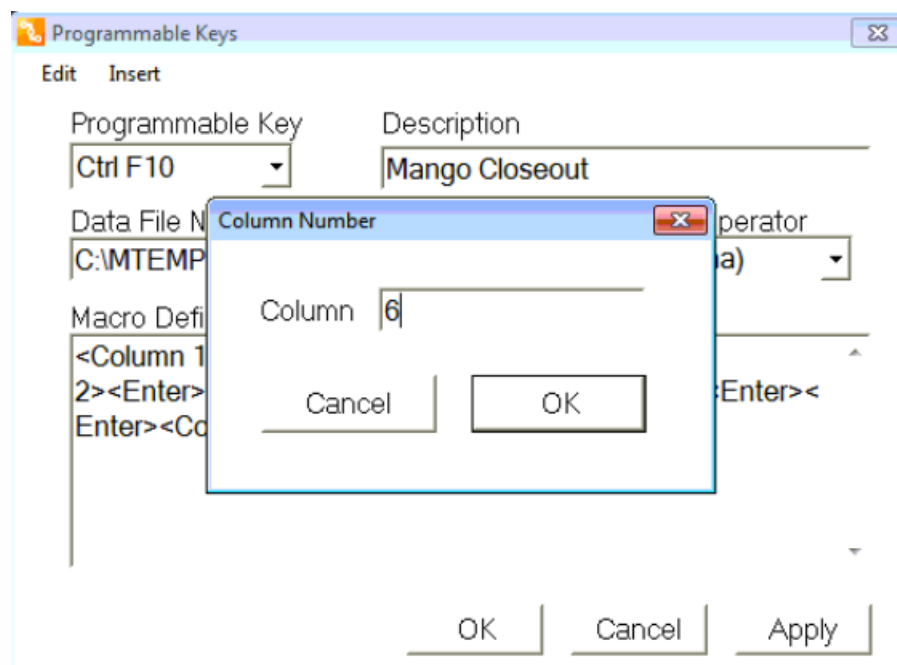 Programmable Keys
Edit Insert
Programmable Key Description
Ctrl F10 Mango Closeout
Data File N perator
C:\MTEMP a)
Column Number
Column 6
Cancel OK
Macro Defi
<Column 1
2><Enter> Enter><
Enter><Co
OK Cancel Apply